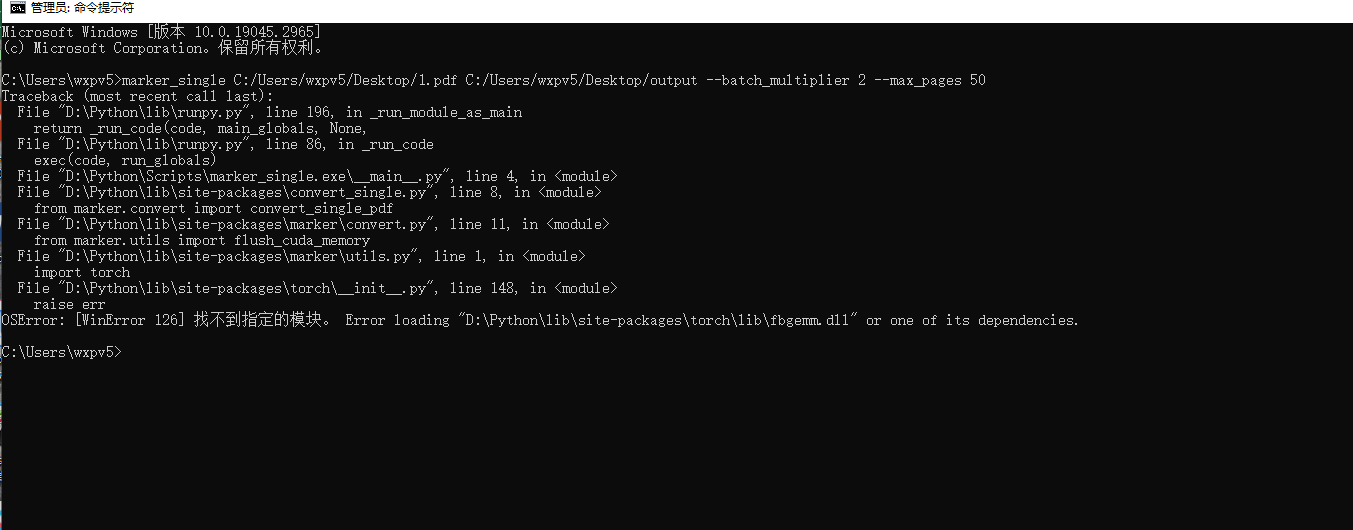 管理员: 命令提示符
Microsoft Windows [版本 10.0.19045.2965]
(c) Microsoft Corporation。保留所有权利。
C:\Users\wxpv5>marker_single C:/Users/wxpv5/Desktop/1.pdf C:/Users/wxpv5/Desktop/output --batch_multiplier 2 --max_pages 50
Traceback (most recent call last):
File "D:\Python\lib\runpy.py", line 196, in _run_module_as_main
return _run_code(code, main_globals, None,
File "D:\Python\lib\runpy.py", line 86, in _run_code
exec(code, run_globals)
File "D:\Python\Scripts\marker_single.exe\__main__.py", line 4, in <module>
File "D:\Python\lib\site-packages\convert_single.py", line 8, in <module>
from marker.convert import convert_single_pdf
File "D:\Python\lib\site-packages\marker\convert.py", line 11, in <module>
from marker.utils import flush_cuda_memory
File "D:\Python\lib\site-packages\marker\utils.py", line 1, in <module>
import torch
File "D:\Python\lib\site-packages\torch\__init__.py", line 148, in <module>
raise err
OSError: [WinError 126] 找不到指定的模块。 Error loading "D:\Python\lib\site-packages\torch\lib\fbgemm.dll" or one of its dependencies.
C:\Users\wxpv5>